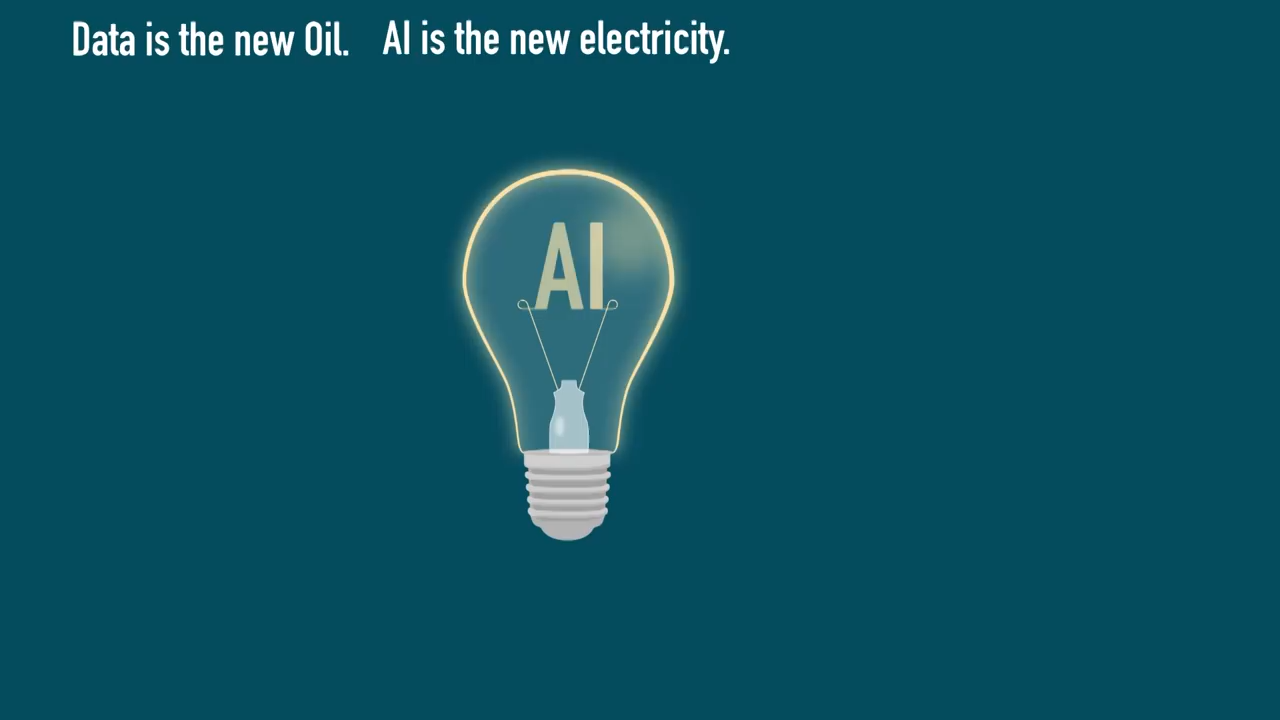 Data is the new Oil. AI is the new electricity.
AI